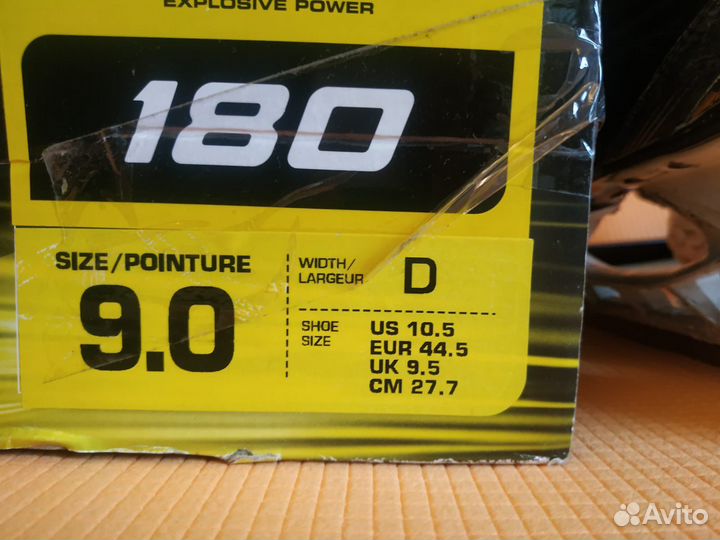 EXPLOSIVE POWER
180
SIZE/POINTURE
9.0
WIDTH/
LARGEUR
D
SHOE
SIZE
US 10.5
EUR 44.5
UK 9.5
CM 27.7
Avito